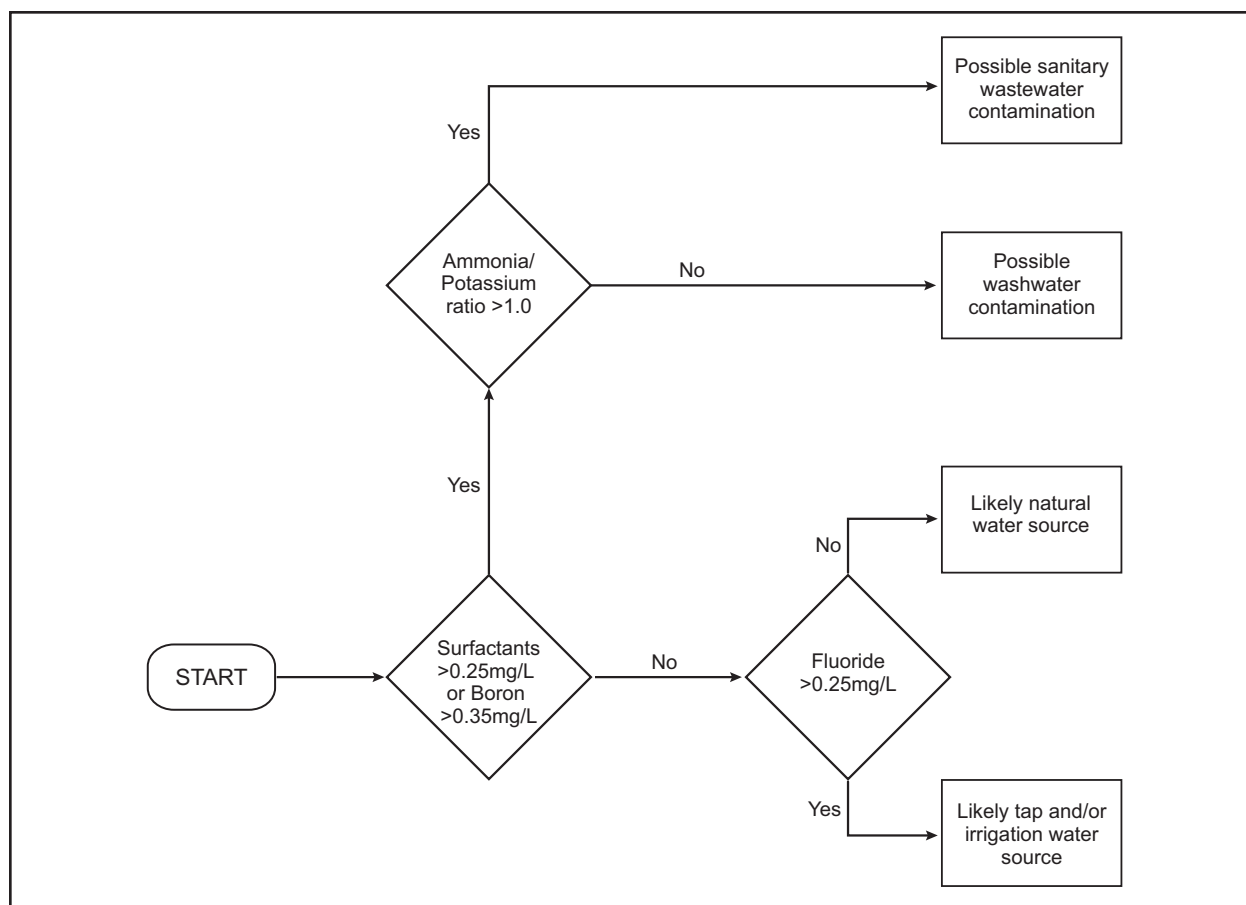 Possible sanitary
wastewater
contamination
Yes
Ammonia/
Potassium
ratio >1.0
No
Possible
washwater
contamination
Yes
Likely natural
water source
No
START
Surfactants
>0.25mg/L
or Boron
>0.35mg/L
No
Fluoride
>0.25mg/L
Yes
Likely tap and/or
irrigation water
source